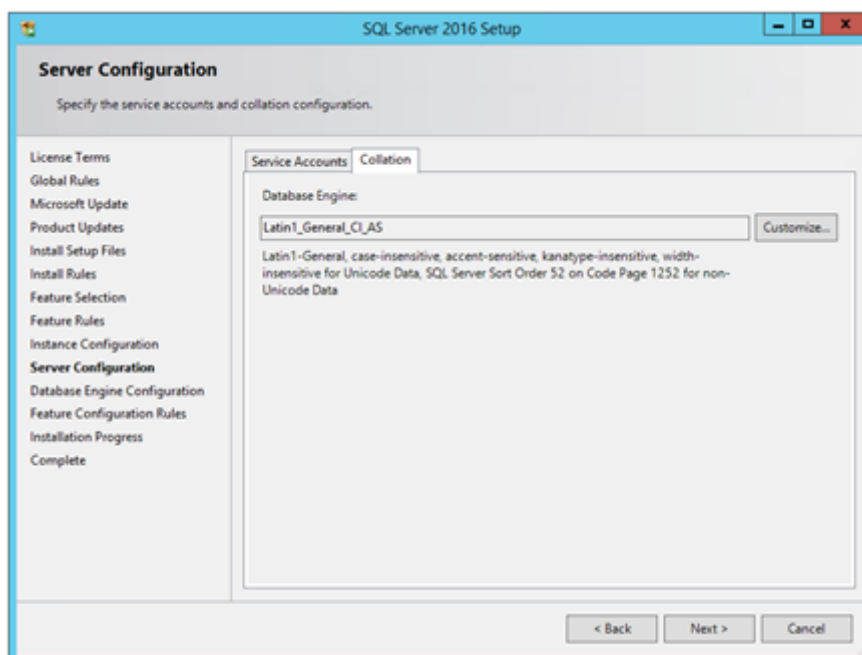 SQL Server 2016 Setup
Server Configuration
Specify the service accounts and collation configuration.
License Terms
Global Rules
Microsoft Update
Product Updates
Install Setup Files
Install Rules
Feature Selection
Feature Rules
Instance Configuration
Server Configuration
Database Engine Configuration
Feature Configuration Rules
Installation Progress
Complete
Service Accounts
Collation
Database Engine:
Latin1_General_CI_AS
Customize...
Latin1-General, case-insensitive, accent-sensitive, kanatype-insensitive, width-
insensitive for Unicode Data, SQL Server Sort Order 52 on Code Page 1252 for non-
Unicode Data
< Back
Next >
Cancel